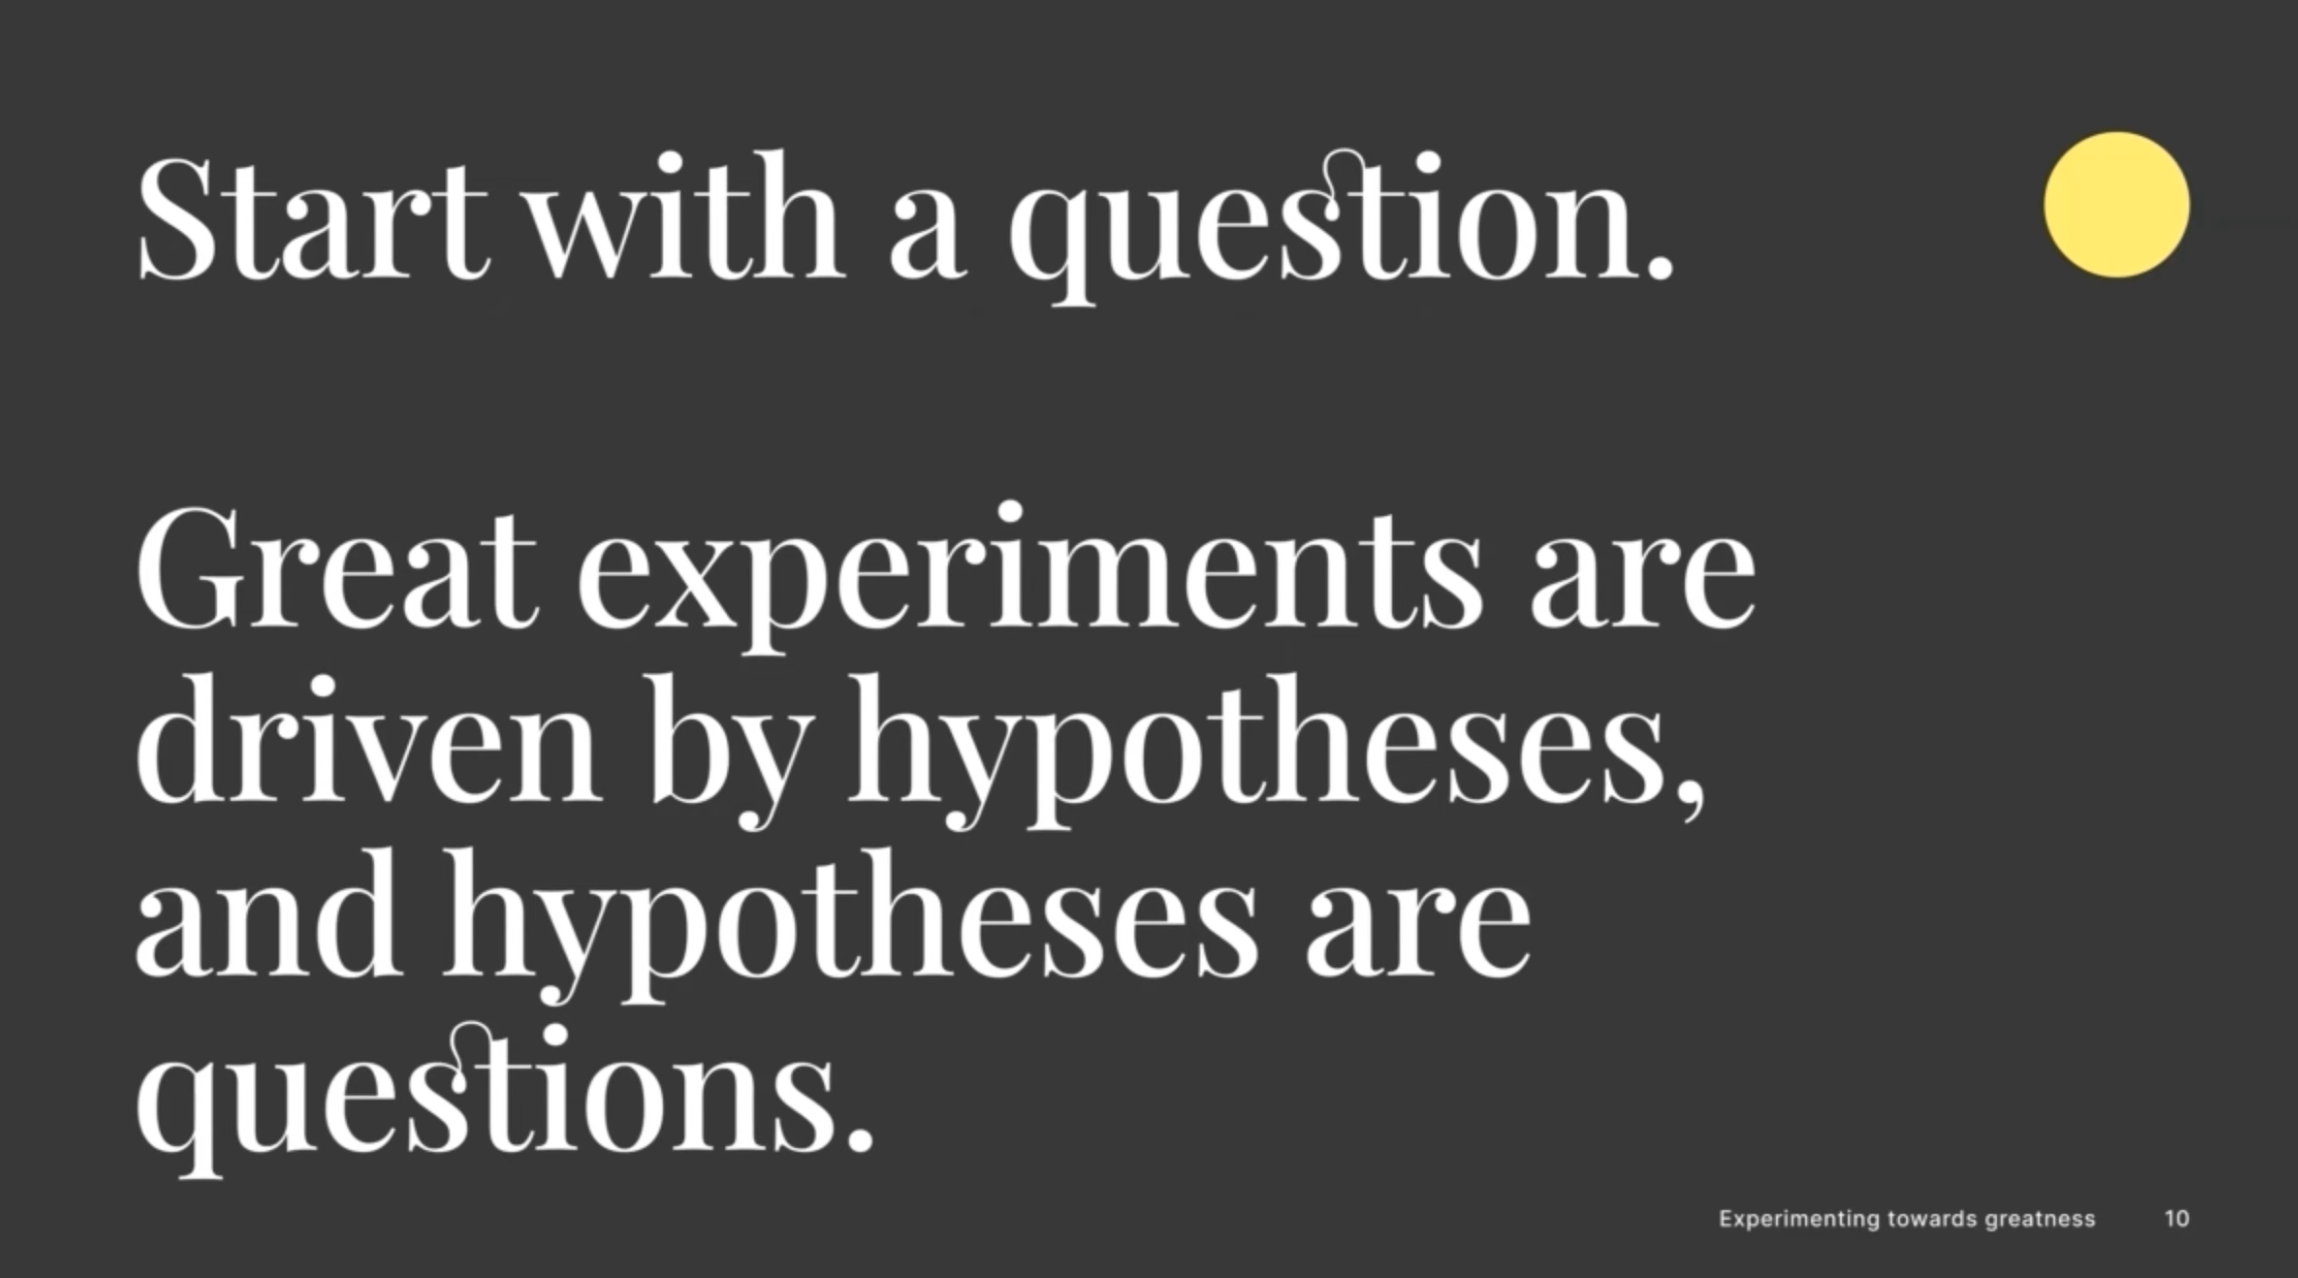 Start with a question.
Great experiments are
driven by hypotheses,
and hypotheses are
questions.
Experimenting towards greatness 10